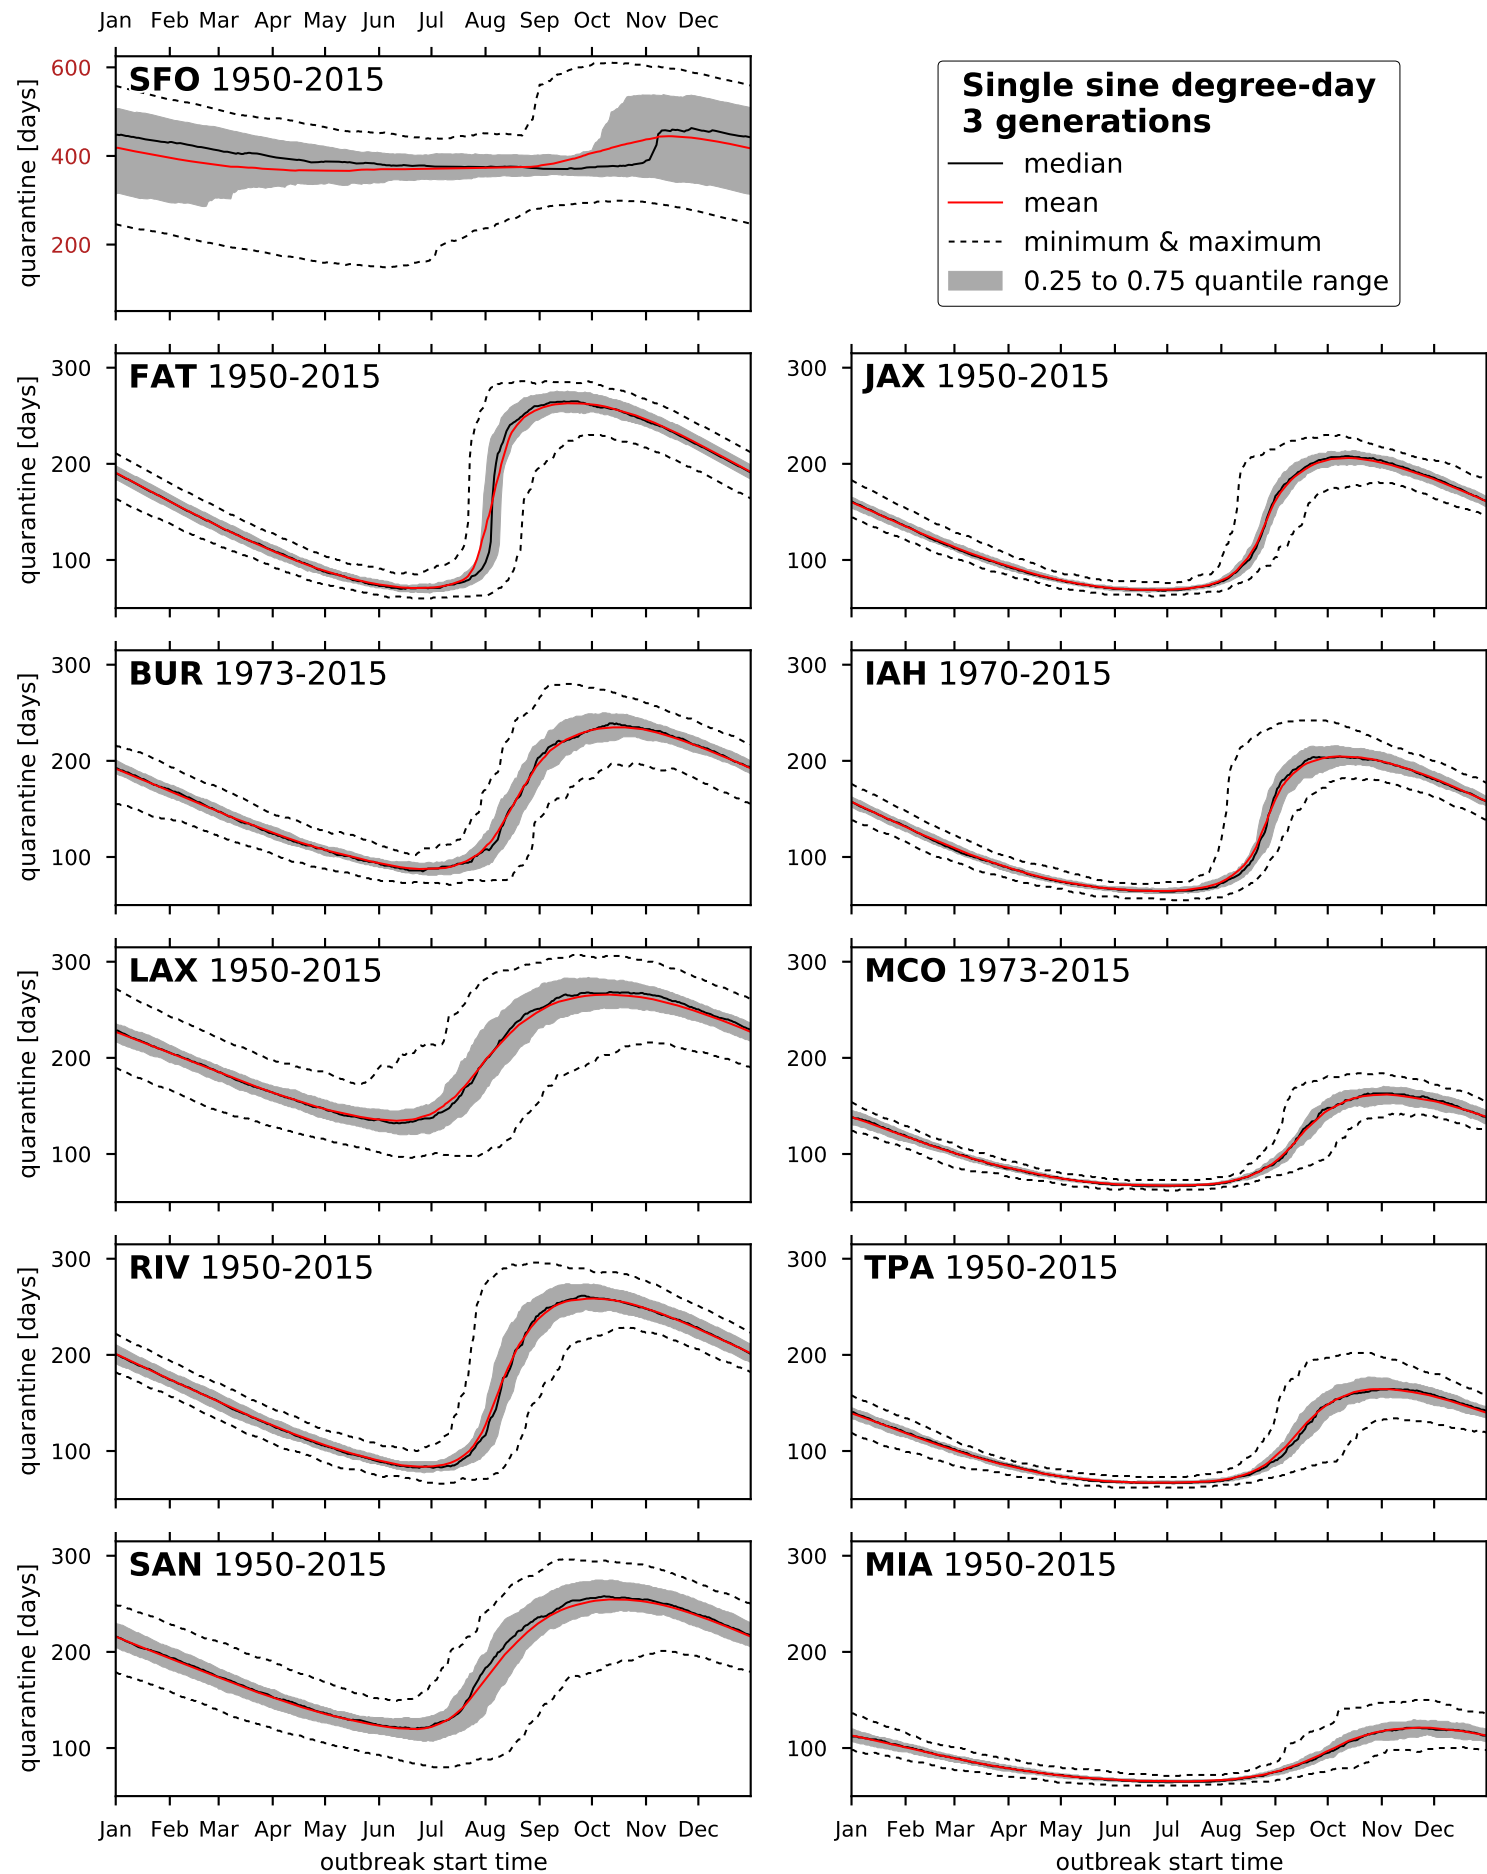 Jan Feb Mar Apr May Jun Jul Aug Sep Oct Nov Dec
SFO 1950-2015
600
400
200
quarantine [days]
Single sine degree-day
3 generations
median
mean
minimum & maximum
0.25 to 0.75 quantile range
FAT 1950-2015
300
200
100
quarantine [days]
JAX 1950-2015
300
200
100
BUR 1973-2015
300
200
100
quarantine [days]
IAH 1970-2015
300
200
100
LAX 1950-2015
300
200
100
quarantine [days]
MCO 1973-2015
300
200
100
RIV 1950-2015
300
200
100
quarantine [days]
TPA 1950-2015
300
200
100
SAN 1950-2015
300
200
100
quarantine [days]
MIA 1950-2015
300
200
100
Jan Feb Mar Apr May Jun Jul Aug Sep Oct Nov Dec
outbreak start time
Jan Feb Mar Apr May Jun Jul Aug Sep Oct Nov Dec
outbreak start time